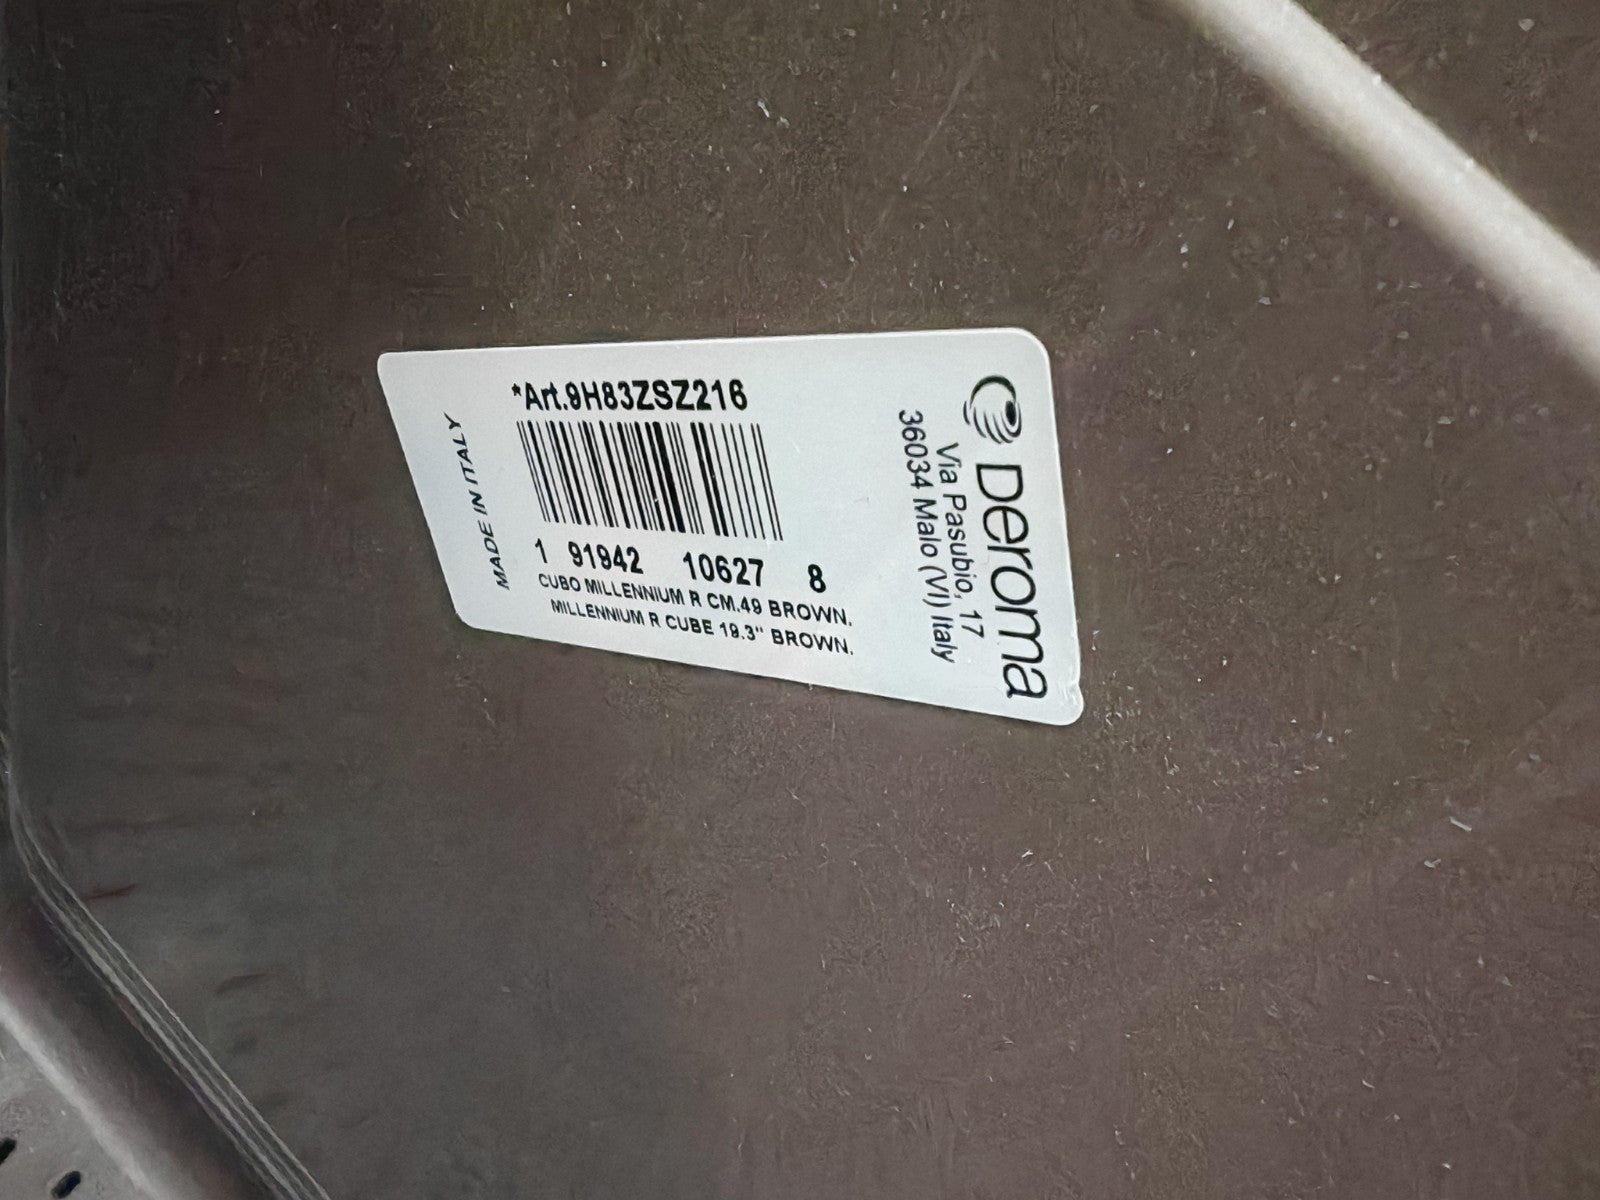 *Art.9H83ZSZ216
1 91942 10627 8
CUBO MILLENNIUM R CM.49 BROWN.
MILLENNIUM R CUBE 19.3" BROWN.
MADE IN ITALY
Deroma
Via Pasubio, 17
36034 Malo (VI) Italy